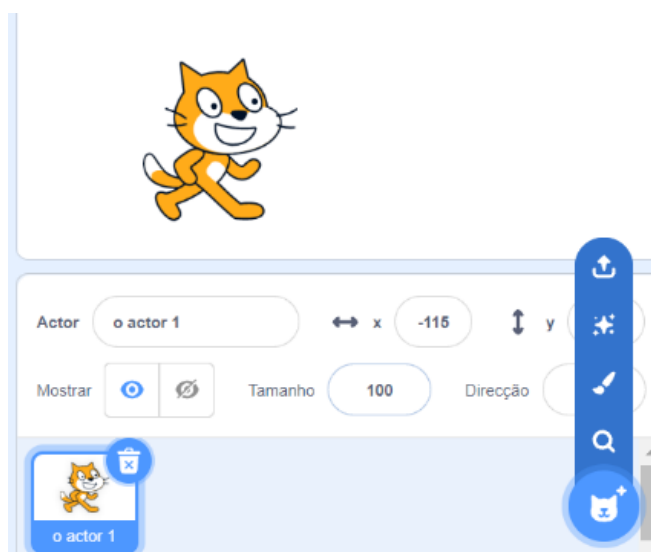 Actor o actor 1 x -115 y
Mostrar Tamanho 100 Direcção
o actor 1